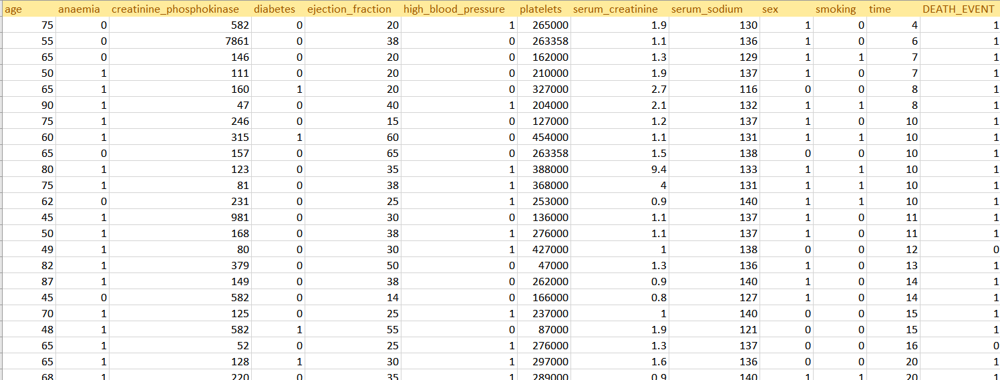 age anaemia creatinine_phosphokinase diabetes ejection_fraction high_blood_pressure platelets serum_creatinine serum_sodium sex smoking time DEATH_EVENT
75 0 582 0 20 1 265000 1.9 130 1 0 4 1
55 0 7861 0 38 0 263358 1.1 136 1 0 6 1
65 0 146 0 20 0 162000 1.3 129 1 1 7 1
50 1 111 0 20 0 210000 1.9 137 1 0 7 1
65 1 160 1 20 0 327000 2.7 116 0 0 8 1
90 1 47 0 40 1 204000 2.1 132 1 1 8 1
75 1 246 0 15 0 127000 1.2 137 1 0 10 1
60 1 315 1 60 0 454000 1.1 131 1 1 10 1
65 0 157 0 65 0 263358 1.5 138 0 0 10 1
80 1 123 0 35 1 388000 9.4 133 1 1 10 1
75 1 81 0 38 1 368000 4 131 1 1 10 1
62 0 231 0 25 1 253000 0.9 140 1 1 10 1
45 1 981 0 30 0 136000 1.1 137 1 0 11 1
50 1 168 0 38 1 276000 1.1 137 1 0 11 1
49 1 80 0 30 1 427000 1 138 0 0 12 0
82 1 379 0 50 0 47000 1.3 136 1 0 13 1
87 1 149 0 38 0 262000 0.9 140 1 0 14 1
45 0 582 0 14 0 166000 0.8 127 1 0 14 1
70 1 125 0 25 1 237000 1 140 0 0 15 1
48 1 582 1 55 0 87000 1.9 121 0 0 15 1
65 1 52 0 25 1 276000 1.3 137 0 0 16 0
65 1 128 1 30 1 297000 1.6 136 0 0 20 1
68 1 220 0 35 1 289000 0.9 140 1 1 20 1